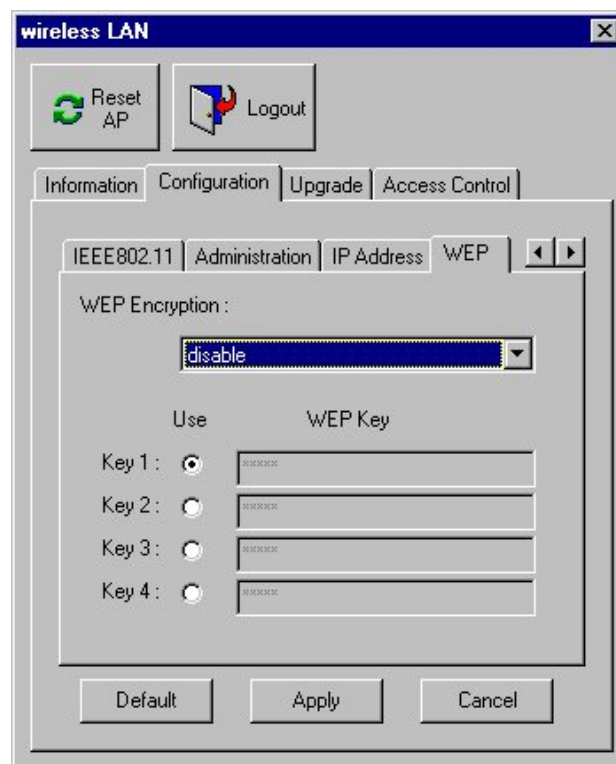 wireless LAN
Reset
AP
Logout
Information Configuration Upgrade Access Control
IEEE802.11 Administration IP Address WEP
WEP Encryption :
disable
Use WEP Key
Key 1 : *****
Key 2 : *****
Key 3 : *****
Key 4 : *****
Default Apply Cancel